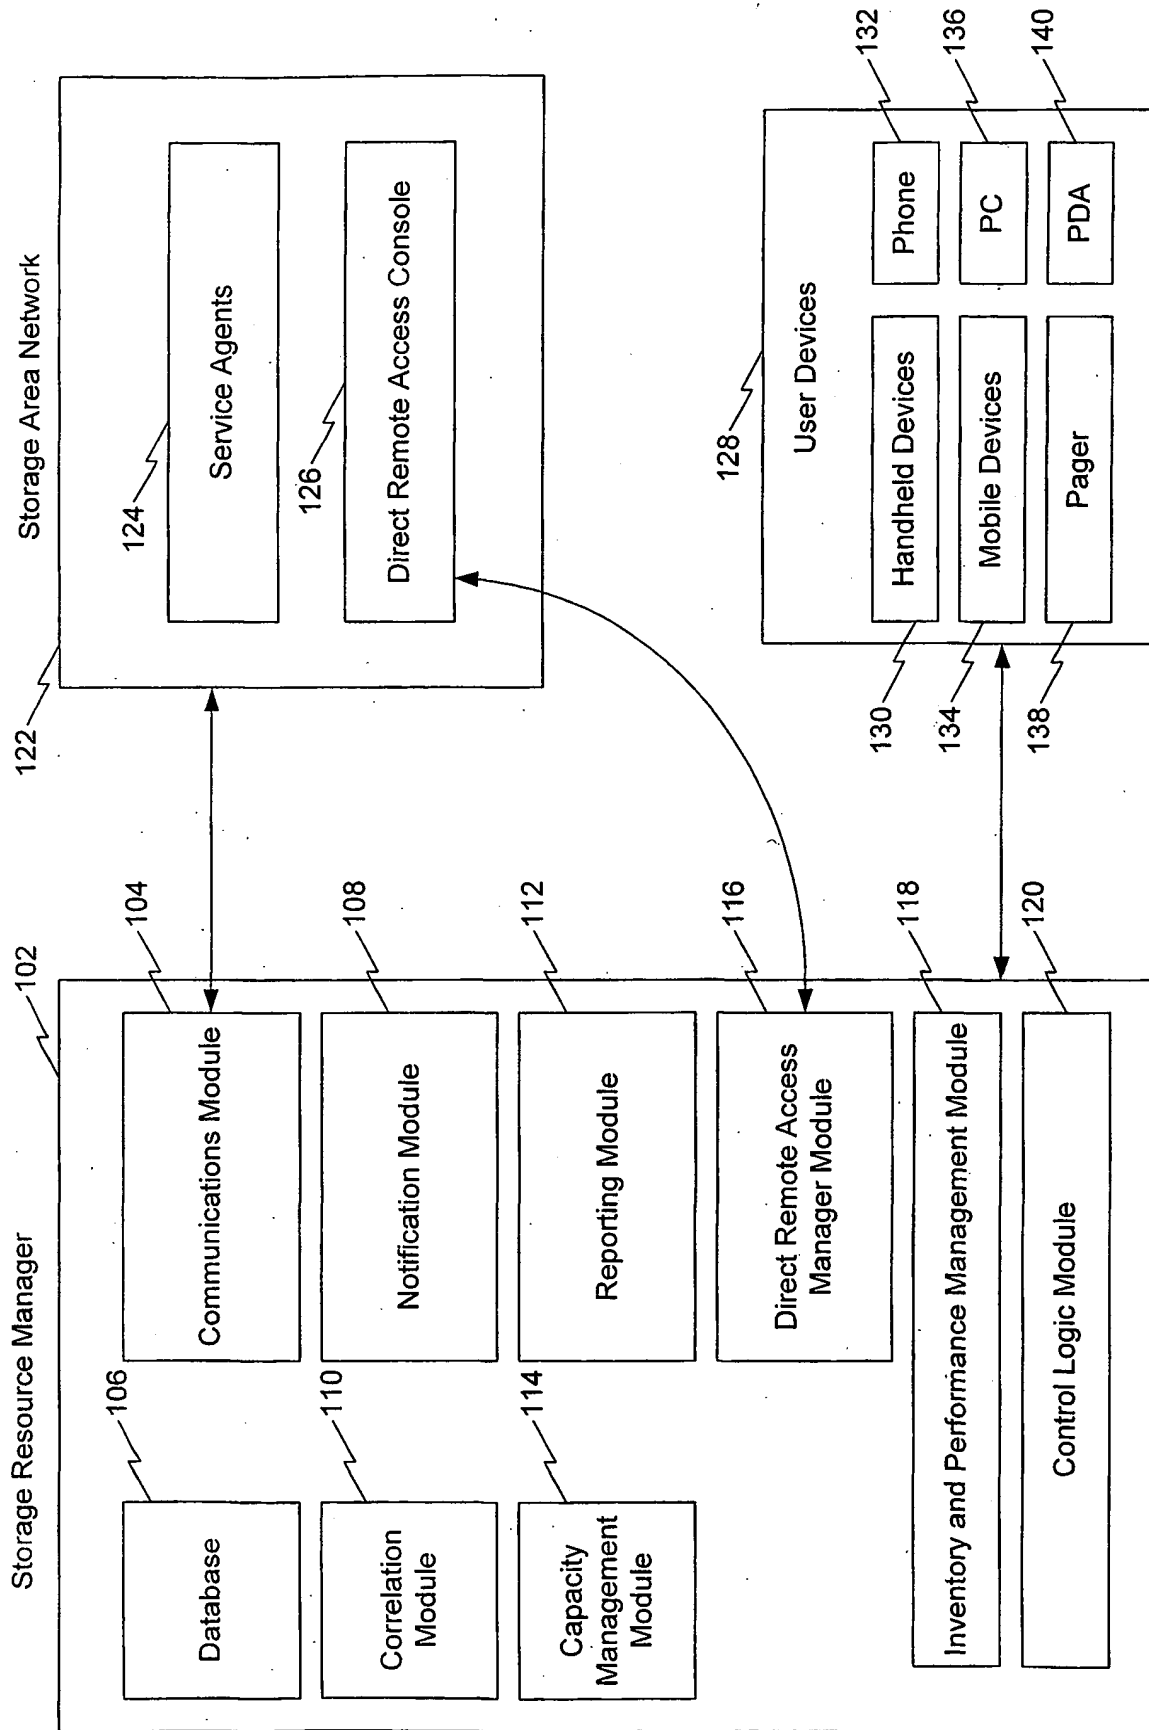 Storage Resource Manager
102
Database
106
Communications Module
104
Correlation
Module
110
Notification Module
108
Capacity
Management
Module
114
Reporting Module
112
Direct Remote Access
Manager Module
116
Inventory and Performance Management Module
118
Control Logic Module
120
Storage Area Network
122
Service Agents
124
Direct Remote Access Console
126
User Devices
128
Handheld Devices
130
Phone
132
Mobile Devices
134
PC
136
Pager
138
PDA
140